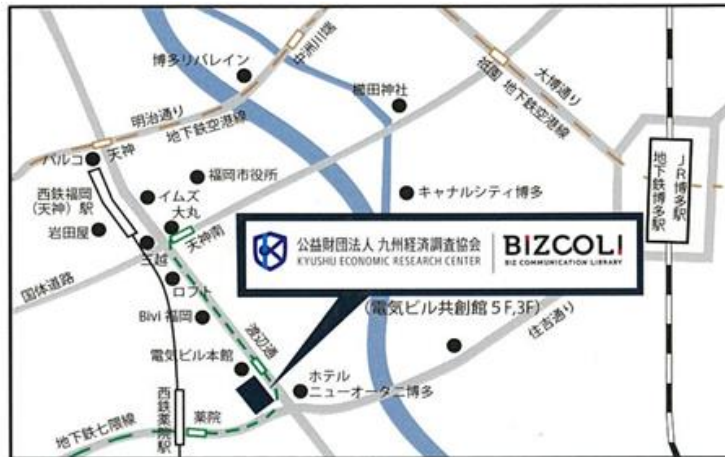 博多リバレイン
中洲川端
櫛田神社
祇園
大博通り
地下鉄空港線
明治通り
地下鉄空港線
パルコ
天神
福岡市役所
西鉄福岡
(天神)駅
イムズ
大丸
天神南
キャナルシティ博多
JR博多駅
地下鉄博多駅
岩田屋
三越
公益財団法人 九州経済調査協会
KYUSHU ECONOMIC RESEARCH CENTER
BIZCOLI
BIZ COMMUNICATION LIBRARY
国体道路
ロフト
(電気ビル共創館5F,3F)
住吉通り
Bivi福岡
渡辺通
電気ビル本館
ホテル
ニューオータニ博多
西鉄薬院駅
薬院
地下鉄七隈線